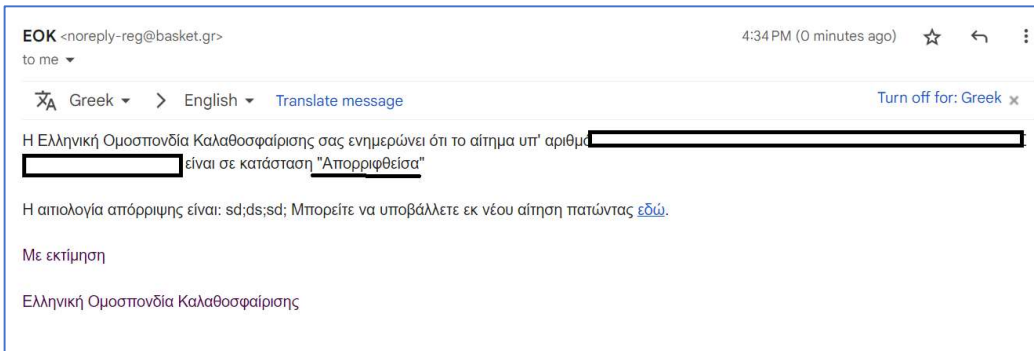 EOK <noreply-reg@basket.gr>
4:34 PM (0 minutes ago)
to me
Greek > English Translate message
Turn off for: Greek ×
Η Ελληνική Ομοσπονδία Καλαθοσφαίρισης σας ενημερώνει ότι το αίτημα υπ' αριθμό
είναι σε κατάσταση "Απορριφθείσα"
Η αιτιολογία απόρριψης είναι: sd;ds;sd; Μπορείτε να υποβάλλετε εκ νέου αίτηση πατώντας εδώ.
Με εκτίμηση
Ελληνική Ομοσπονδία Καλαθοσφαίρισης